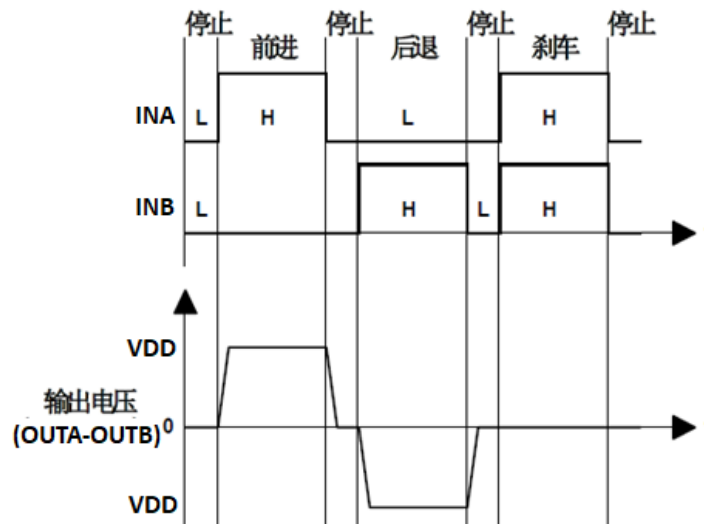 停止 停止 停止 停止
前进 后退 刹车
INA L H L H
INB L H L H
VDD
输出电压
(OUTA-OUTB) 0
VDD